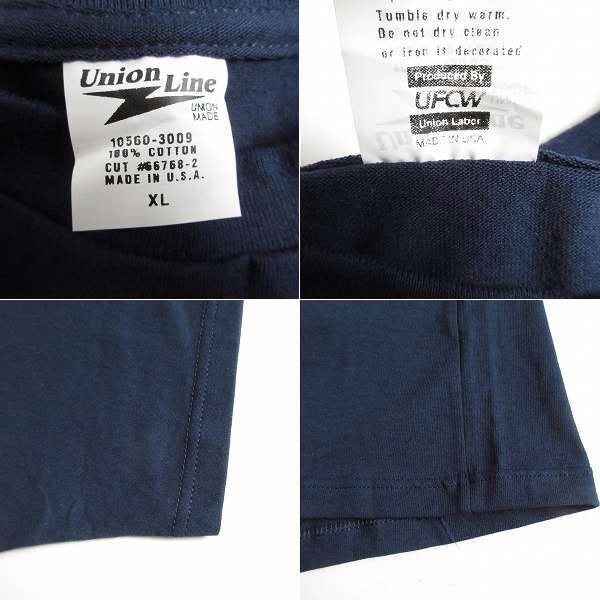 Union Line
UNION
MADE
10560-3009
100% COTTON
CUT #66768-2
MADE IN U.S.A.
XL
Tumble dry warm.
Do not dry clean
or iron if decorated
Produced By
UFCW
Union Labor
MADE IN USA